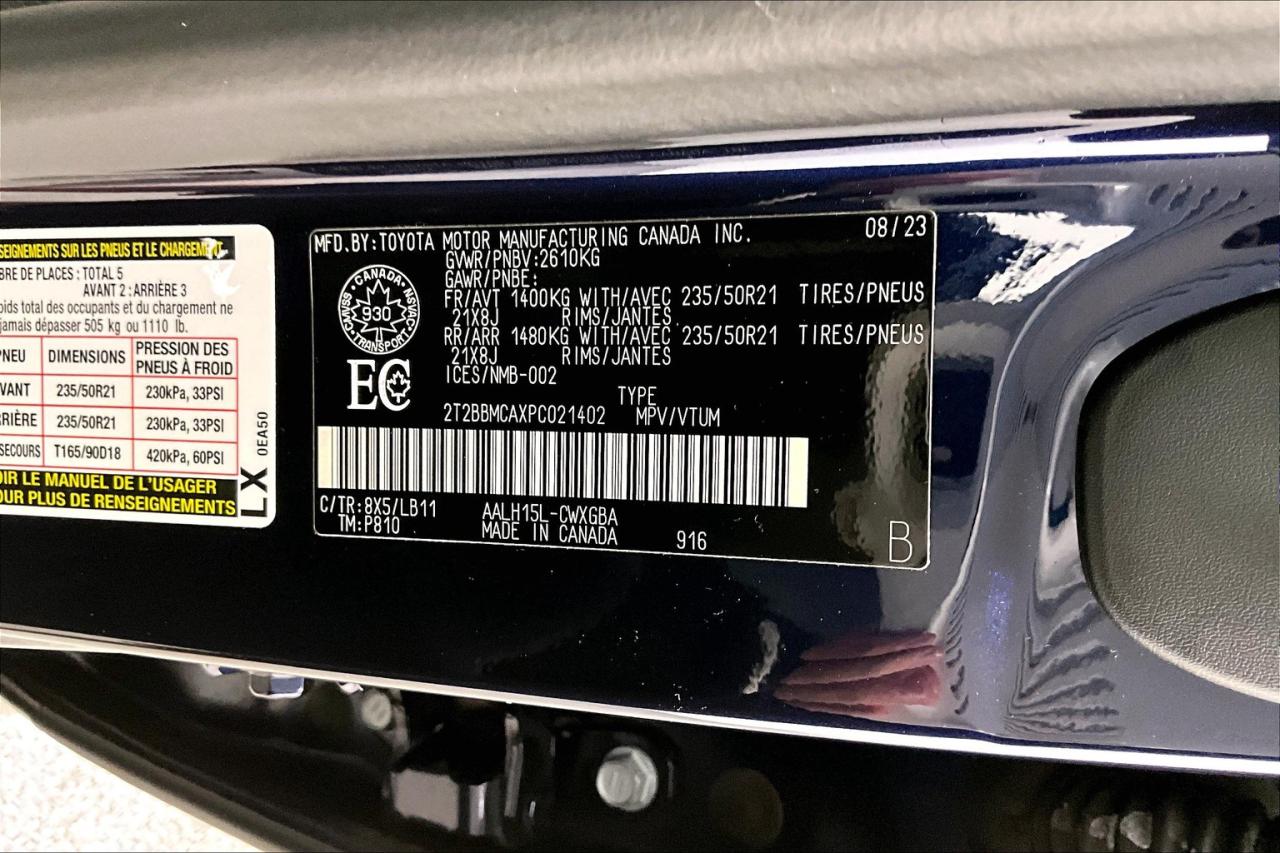 SEIGNEMENTS SUR LES PNEUS ET LE CHARGEMENT
BRE DE PLACES : TOTAL 5
AVANT 2 : ARRIÈRE 3
oids total des occupants et du chargement ne
jamais dépasser 505 kg ou 1110 lb.
PNEU DIMENSIONS PRESSION DES PNEUS À FROID
AVANT 235/50R21 230kPa, 33PSI
RRIÈRE 235/50R21 230kPa, 33PSI
SECOURS T165/90D18 420kPa, 60PSI
OIR LE MANUEL DE L'USAGER
OUR PLUS DE RENSEIGNEMENTS
LX 0EA50
MFD.BY:TOYOTA MOTOR MANUFACTURING CANADA INC. 08/23
GVWR/PNBV:2610KG
GAWR/PNBE:
FR/AVT 1400KG WITH/AVEC 235/50R21 TIRES/PNEUS
21X8J RIMS/JANTES
RR/ARR 1480KG WITH/AVEC 235/50R21 TIRES/PNEUS
21X8J RIMS/JANTES
ICES/NMB-002
CANADA
CMVSS 930 NSVAC
TRANSPORT
EC
TYPE
2T2BBMCAXPC021402 MPV/VTUM
C/TR:8X5/LB11 AALH15L-CWXGBA
TM:P810 MADE IN CANADA 916
B